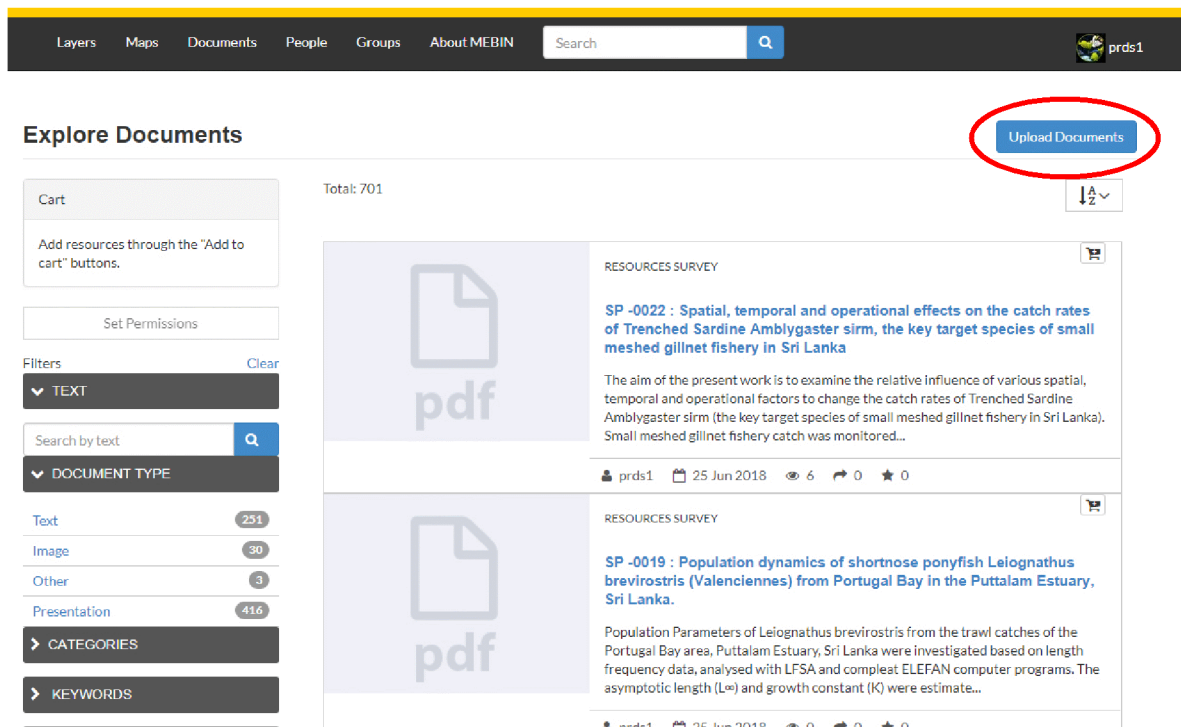 Layers Maps Documents People Groups About MEBIN Search prds1
Explore Documents
Upload Documents
Cart
Add resources through the "Add to
cart" buttons.
Set Permissions
Filters Clear
TEXT
Search by text
DOCUMENT TYPE
Text 251
Image 30
Other 3
Presentation 416
CATEGORIES
KEYWORDS
Total: 701
A
Z
pdf
RESOURCES SURVEY
SP -0022 : Spatial, temporal and operational effects on the catch rates
of Trenched Sardine Amblygaster sirm, the key target species of small
meshed gillnet fishery in Sri Lanka
The aim of the present work is to examine the relative influence of various spatial,
temporal and operational factors to change the catch rates of Trenched Sardine
Amblygaster sirm (the key target species of small meshed gillnet fishery in Sri Lanka).
Small meshed gillnet fishery catch was monitored...
prds1 25 Jun 2018 6 0 0
pdf
RESOURCES SURVEY
SP -0019 : Population dynamics of shortnose ponyfish Leiognathus
brevirostris (Valenciennes) from Portugal Bay in the Puttalam Estuary,
Sri Lanka.
Population Parameters of Leiognathus brevirostris from the trawl catches of the
Portugal Bay area, Puttalam Estuary, Sri Lanka were investigated based on length
frequency data, analysed with LFSA and compleat ELEFAN computer programs. The
asymptotic length (L∞) and growth constant (K) were estimate...
prds1 25 Jun 2018 0 0 0